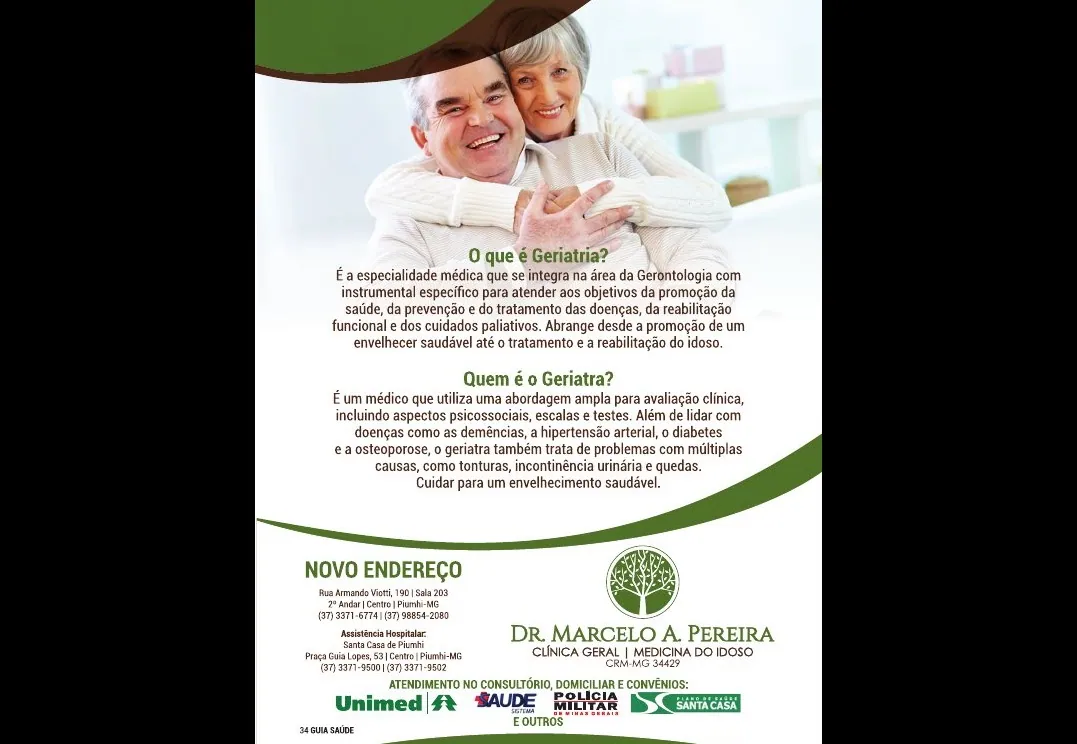 O que é Geriatria?
É a especialidade médica que se integra na área da Gerontologia com
instrumental específico para atender aos objetivos da promoção da
saúde, da prevenção e do tratamento das doenças, da reabilitação
funcional e dos cuidados paliativos. Abrange desde a promoção de um
envelhecer saudável até o tratamento e a reabilitação do idoso.
Quem é o Geriatra?
É um médico que utiliza uma abordagem ampla para avaliação clínica,
incluindo aspectos psicossociais, escalas e testes. Além de lidar com
doenças como as demências, a hipertensão arterial, o diabetes
e a osteoporose, o geriatra também trata de problemas com múltiplas
causas, como tonturas, incontinência urinária e quedas.
Cuidar para um envelhecimento saudável.
NOVO ENDEREÇO
Rua Armando Viotti, 190 | Sala 203
2º Andar | Centro | Piumhi-MG
(37) 3371-6774 | (37) 98854-2080
Assistência Hospitalar:
Santa Casa de Piumhi
Praça Guia Lopes, 53 | Centro | Piumhi-MG
(37) 3371-9500 | (37) 3371-9502
DR. MARCELO A. PEREIRA
CLÍNICA GERAL | MEDICINA DO IDOSO
CRM-MG 34429
ATENDIMENTO NO CONSULTÓRIO, DOMICILIAR E CONVÊNIOS:
Unimed
SAUDE SISTEMA
POLÍCIA MILITAR DE MINAS GERAIS
PLANO DE SAÚDE SANTA CASA
E OUTROS
34 GUIA SAÚDE